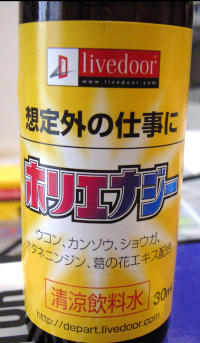 livedoor
www.livedoor.com
想定外の仕事に
ホリエナジー
ウコン、カンゾウ、ショウガ、
オタネニンジン、葛の花エキス配合
清涼飲料水
30ml
http://depart.livedoor.com